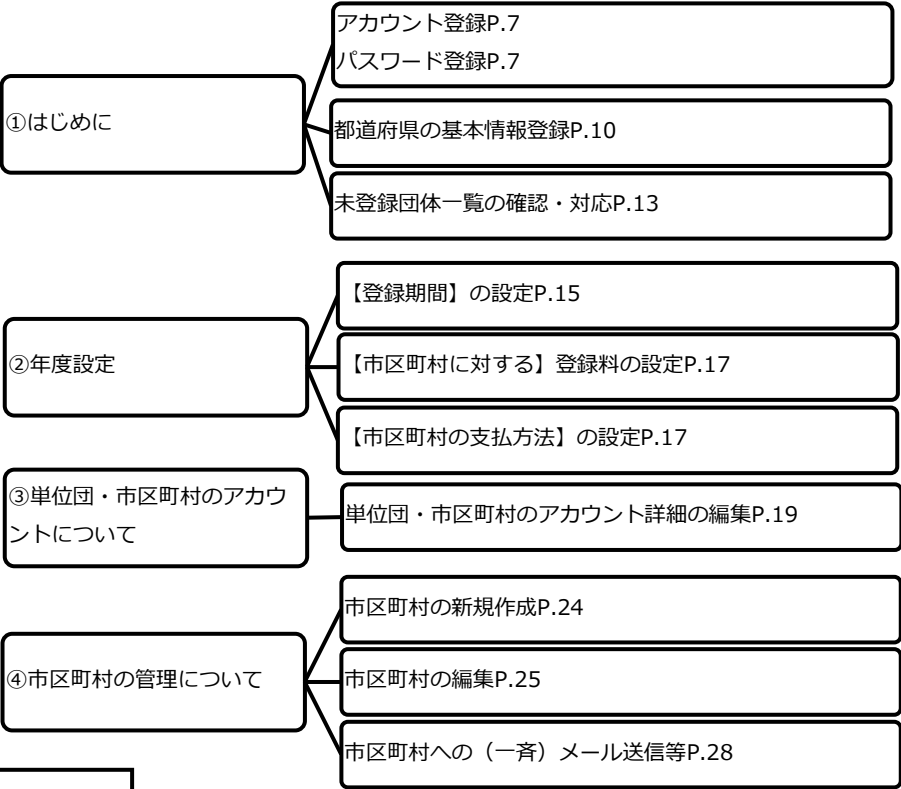 ①はじめに
アカウント登録P.7
パスワード登録P.7
都道府県の基本情報登録P.10
未登録団体一覧の確認・対応P.13
②年度設定
【登録期間】の設定P.15
【市区町村に対する】登録料の設定P.17
【市区町村の支払方法】の設定P.17
③単位団・市区町村のアカウ
ントについて
単位団・市区町村のアカウント詳細の編集P.19
④市区町村の管理について
市区町村の新規作成P.24
市区町村の編集P.25
市区町村への（一斉）メール送信等P.28